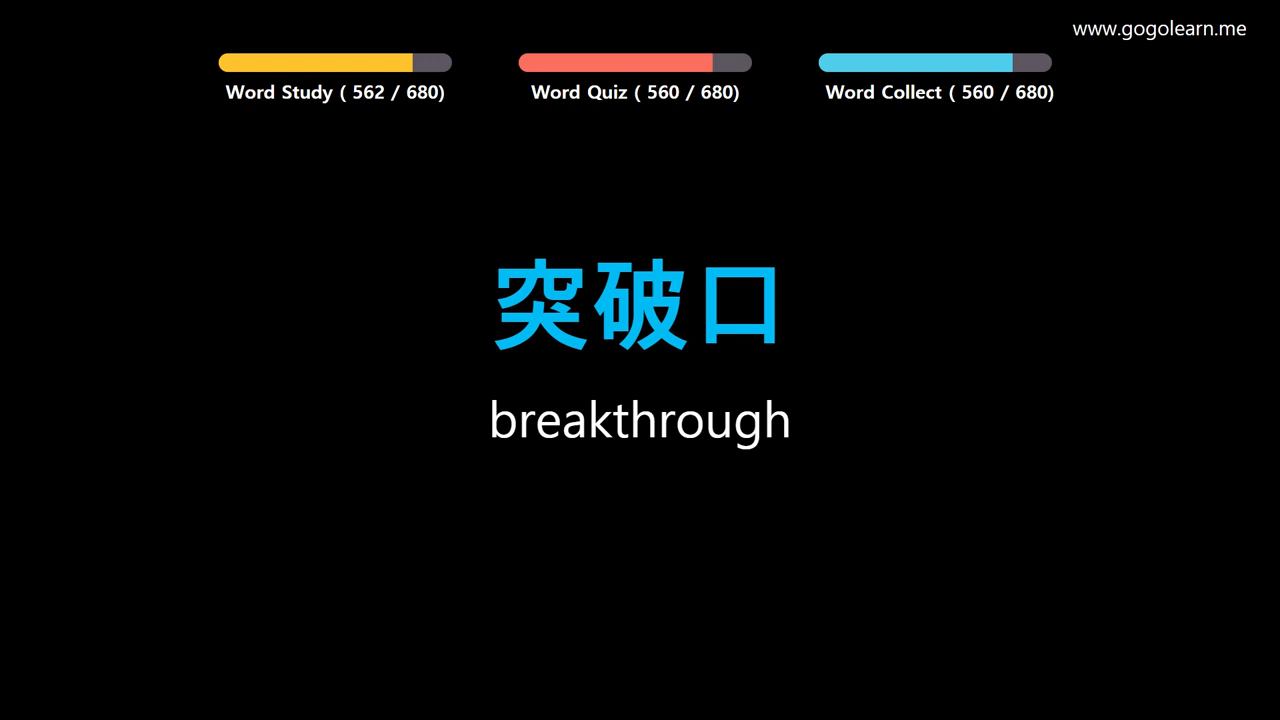 www.gogolearn.me
Word Study ( 562 / 680)
Word Quiz ( 560 / 680)
Word Collect ( 560 / 680)
突破口
breakthrough